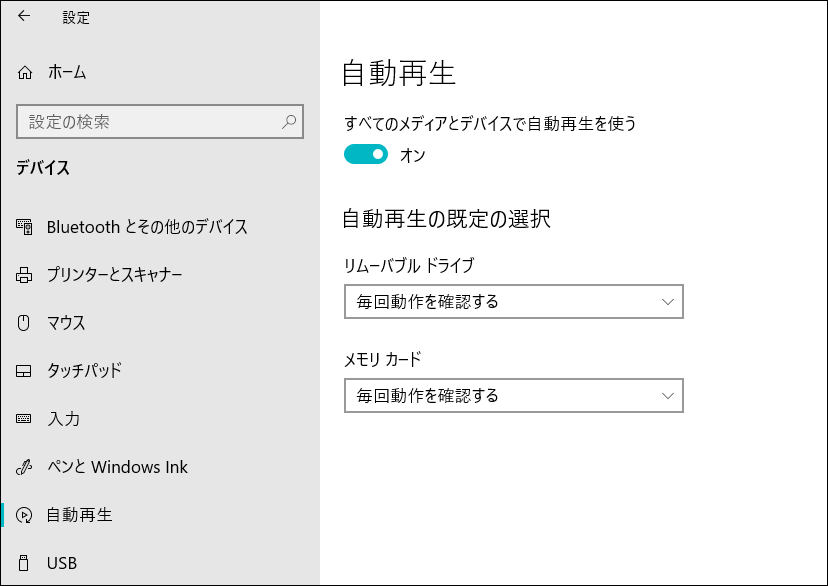 設定
ホーム
設定の検索
デバイス
Bluetooth とその他のデバイス
プリンターとスキャナー
マウス
タッチパッド
入力
ペンと Windows Ink
自動再生
USB
自動再生
すべてのメディアとデバイスで自動再生を使う
オン
自動再生の既定の選択
リムーバブル ドライブ
毎回動作を確認する
メモリ カード
毎回動作を確認する